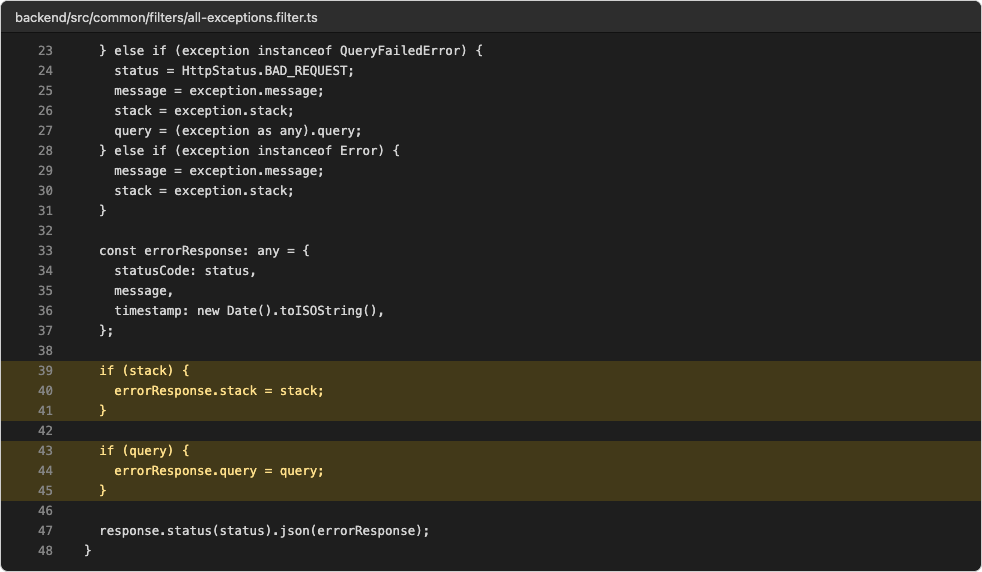 backend/src/common/filters/all-exceptions.filter.ts
23     } else if (exception instanceof QueryFailedError) {
24       status = HttpStatus.BAD_REQUEST;
25       message = exception.message;
26       stack = exception.stack;
27       query = (exception as any).query;
28     } else if (exception instanceof Error) {
29       message = exception.message;
30       stack = exception.stack;
31     }
32
33     const errorResponse: any = {
34       statusCode: status,
35       message,
36       timestamp: new Date().toISOString(),
37     };
38
39     if (stack) {
40       errorResponse.stack = stack;
41     }
42
43     if (query) {
44       errorResponse.query = query;
45     }
46
47     response.status(status).json(errorResponse);
48   }